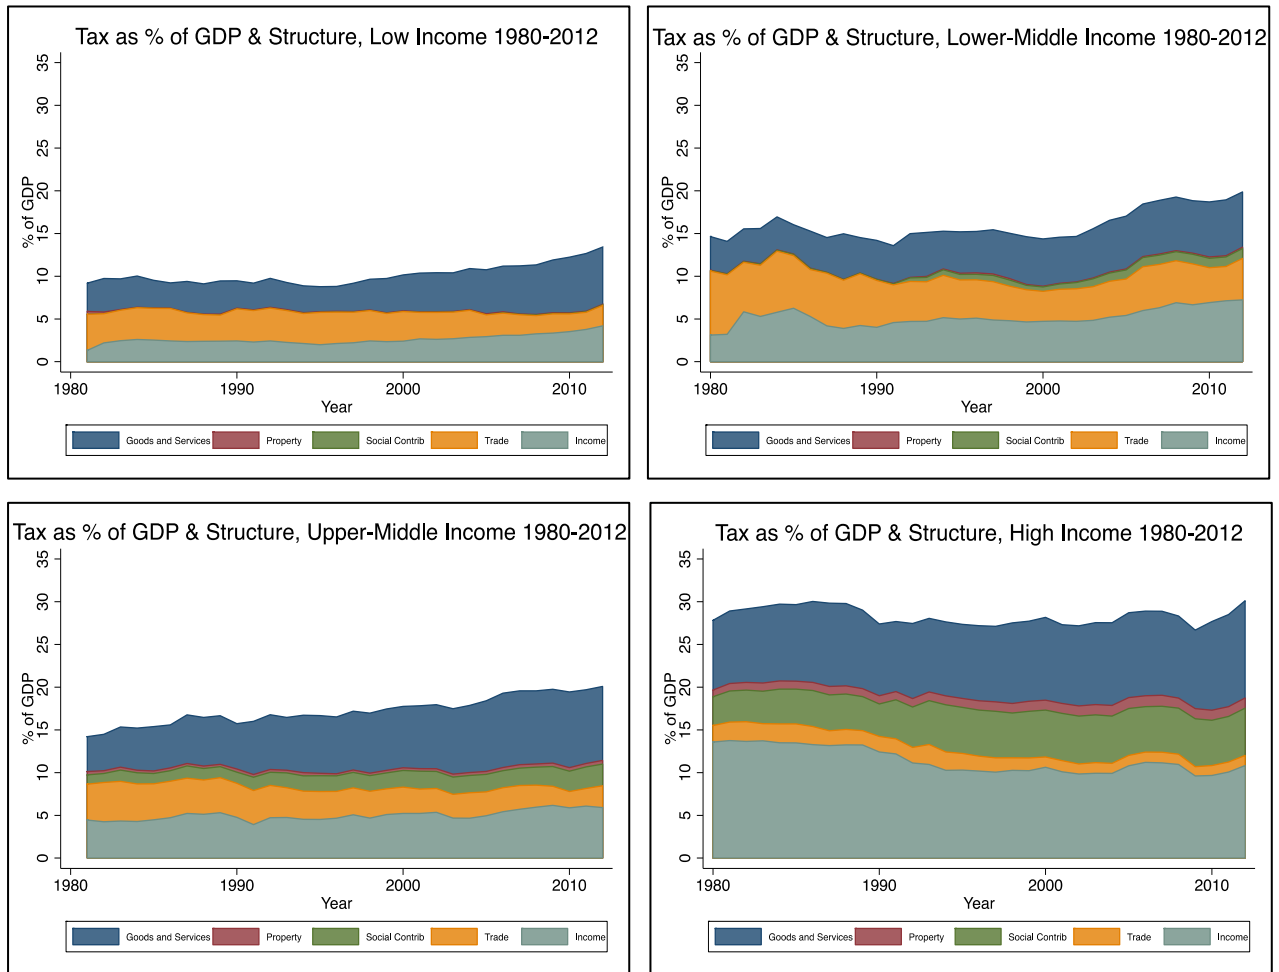 Tax as % of GDP & Structure, Low Income 1980-2012
% of GDP
35
30
25
20
15
10
5
0
1980 1990 2000 2010
Year
Goods and Services Property Social Contrib Trade Income
Tax as % of GDP & Structure, Lower-Middle Income 1980-2012
% of GDP
35
30
25
20
15
10
5
0
1980 1990 2000 2010
Year
Goods and Services Property Social Contrib Trade Income
Tax as % of GDP & Structure, Upper-Middle Income 1980-2012
% of GDP
35
30
25
20
15
10
5
0
1980 1990 2000 2010
Year
Goods and Services Property Social Contrib Trade Income
Tax as % of GDP & Structure, High Income 1980-2012
% of GDP
35
30
25
20
15
10
5
0
1980 1990 2000 2010
Year
Goods and Services Property Social Contrib Trade Income